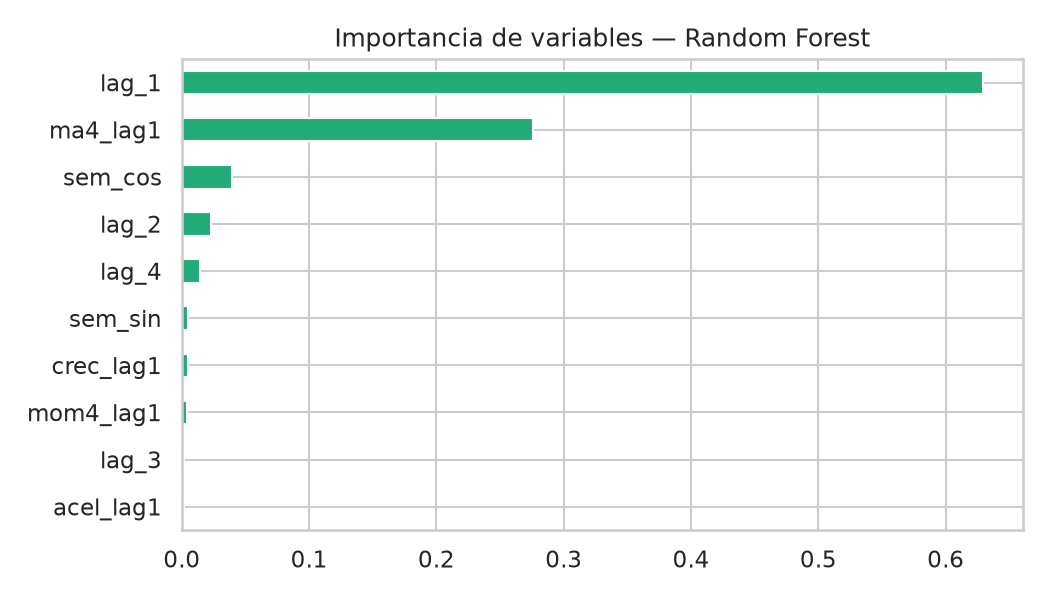 Importancia de variables — Random Forest
lag_1
ma4_lag1
sem_cos
lag_2
lag_4
sem_sin
crec_lag1
mom4_lag1
lag_3
acel_lag1
0.0 0.1 0.2 0.3 0.4 0.5 0.6